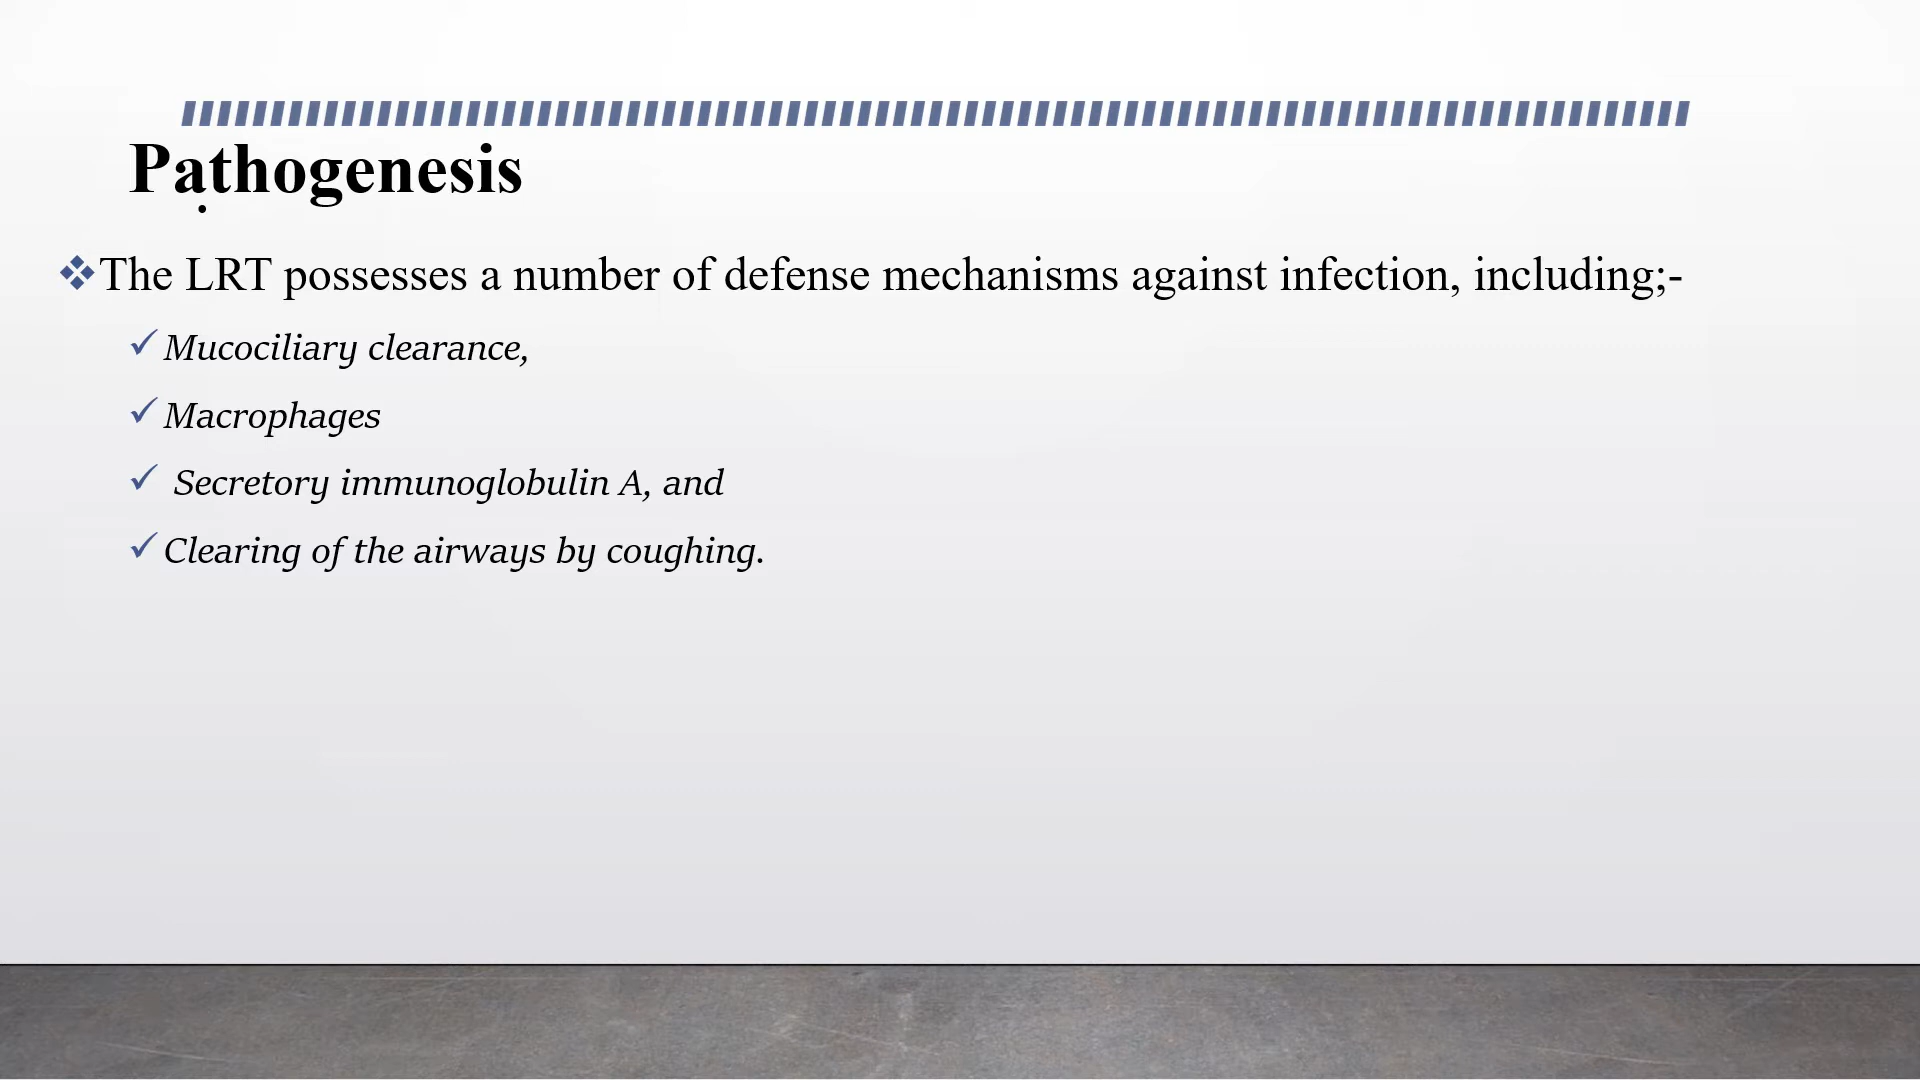 Pathogenesis
.
❖The LRT possesses a number of defense mechanisms against infection, including;-
✓Mucociliary clearance,
✓Macrophages
✓ Secretory immunoglobulin A, and
✓Clearing of the airways by coughing.